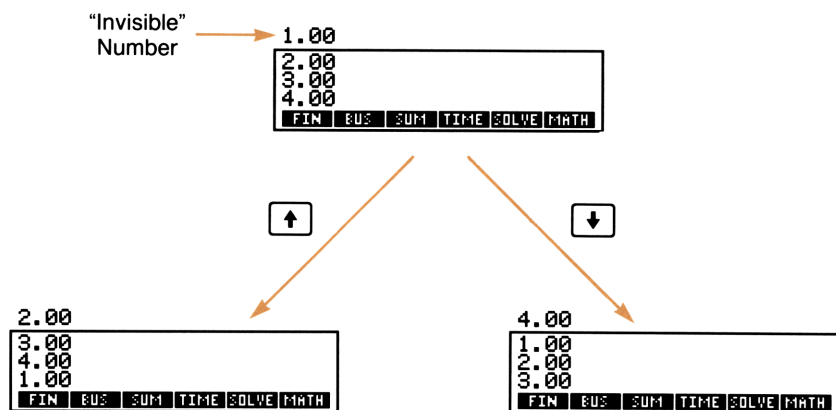 “Invisible”
Number
1.00
2.00
3.00
4.00
FIN BUS SUM TIME SOLVE MATH
2.00
3.00
4.00
1.00
FIN BUS SUM TIME SOLVE MATH
4.00
1.00
2.00
3.00
FIN BUS SUM TIME SOLVE MATH